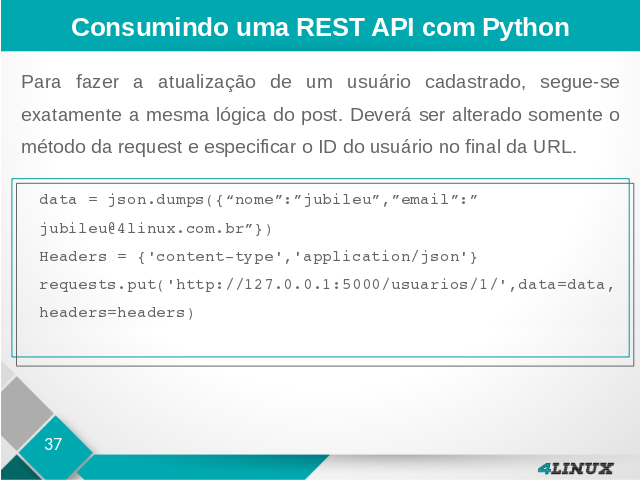 Consumindo uma REST API com Python
Para fazer a atualização de um usuário cadastrado, segue-se
exatamente a mesma lógica do post. Deverá ser alterado somente o
método da request e especificar o ID do usuário no final da URL.
data = json.dumps({“nome”:”jubileu”,”email”:”
jubileu@4linux.com.br”})
Headers = {'content-type','application/json'}
requests.put('http://127.0.0.1:5000/usuarios/1/',data=data,
headers=headers)
37
4LINUX